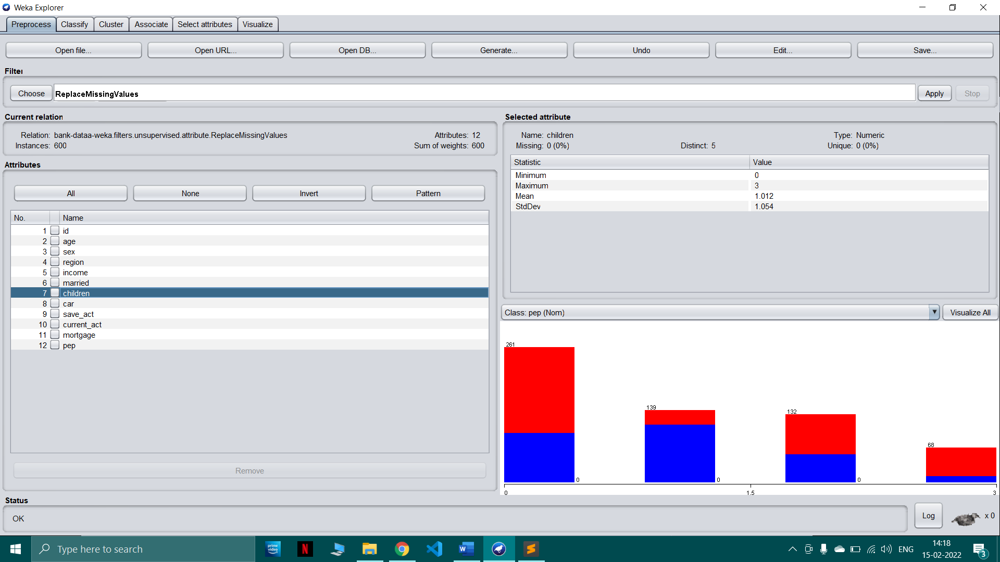 Weka Explorer
Preprocess Classify Cluster Associate Select attributes Visualize
Open file... Open URL... Open DB... Generate... Undo Edit... Save...
Filter
Choose ReplaceMissingValues Apply Stop
Current relation
Relation: bank-dataa-weka.filters.unsupervised.attribute.ReplaceMissingValues Attributes: 12
Instances: 600 Sum of weights: 600
Attributes
All None Invert Pattern
No. Name
1 id
2 age
3 sex
4 region
5 income
6 married
7 children
8 car
9 save_act
10 current_act
11 mortgage
12 pep
Remove
Selected attribute
Name: children Type: Numeric
Missing: 0 (0%) Distinct: 5 Unique: 0 (0%)
Statistic Value
Minimum 0
Maximum 3
Mean 1.012
StdDev 1.054
Class: pep (Nom) Visualize All
261
139
132
68
0 0 0
0 1.5 3
Status
OK
Log x 0
Type here to search
prime video
N
W
S
ENG
14:18
15-02-2022
3